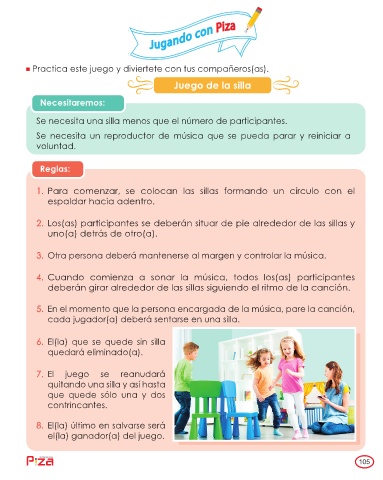 Jugando con Piza
Practica este juego y diviertete con tus compañeros(as).
Juego de la silla
Necesitaremos:
Se necesita una silla menos que el número de participantes.
Se necesita un reproductor de música que se pueda parar y reiniciar a
voluntad.
Reglas:
1. Para comenzar, se colocan las sillas formando un círculo con el
espaldar hacia adentro.
2. Los(as) participantes se deberán situar de pie alrededor de las sillas y
uno(a) detrás de otro(a).
3. Otra persona deberá mantenerse al margen y controlar la música.
4. Cuando comienza a sonar la música, todos los(as) participantes
deberán girar alrededor de las sillas siguiendo el ritmo de la canción.
5. En el momento que la persona encargada de la música, pare la canción,
cada jugador(a) deberá sentarse en una silla.
6. El(la) que se quede sin silla
quedará eliminado(a).
7. El juego se reanudará
quitando una silla y así hasta
que quede sólo una y dos
contrincantes.
8. El(la) último en salvarse será
el(la) ganador(a) del juego.
Piza
105